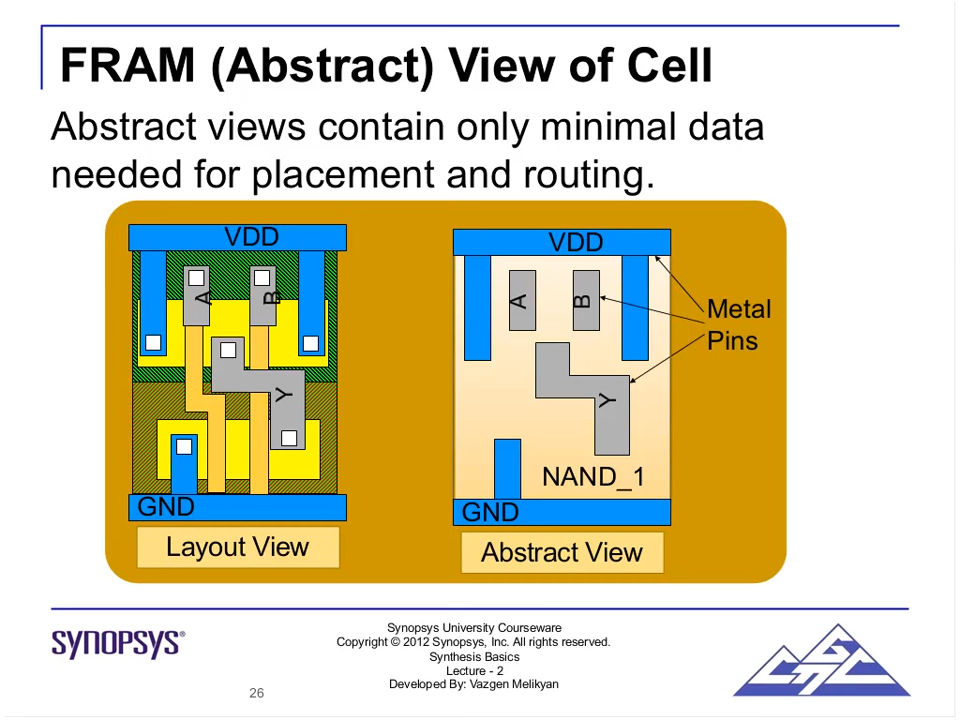 FRAM (Abstract) View of Cell
Abstract views contain only minimal data
needed for placement and routing.
VDD
A
B
Y
GND
Layout View
VDD
A
B
Y
NAND_1
GND
Abstract View
Metal
Pins
SYNOPSYS®
Synopsys University Courseware
Copyright © 2012 Synopsys, Inc. All rights reserved.
Synthesis Basics
Lecture - 2
Developed By: Vazgen Melikyan
26